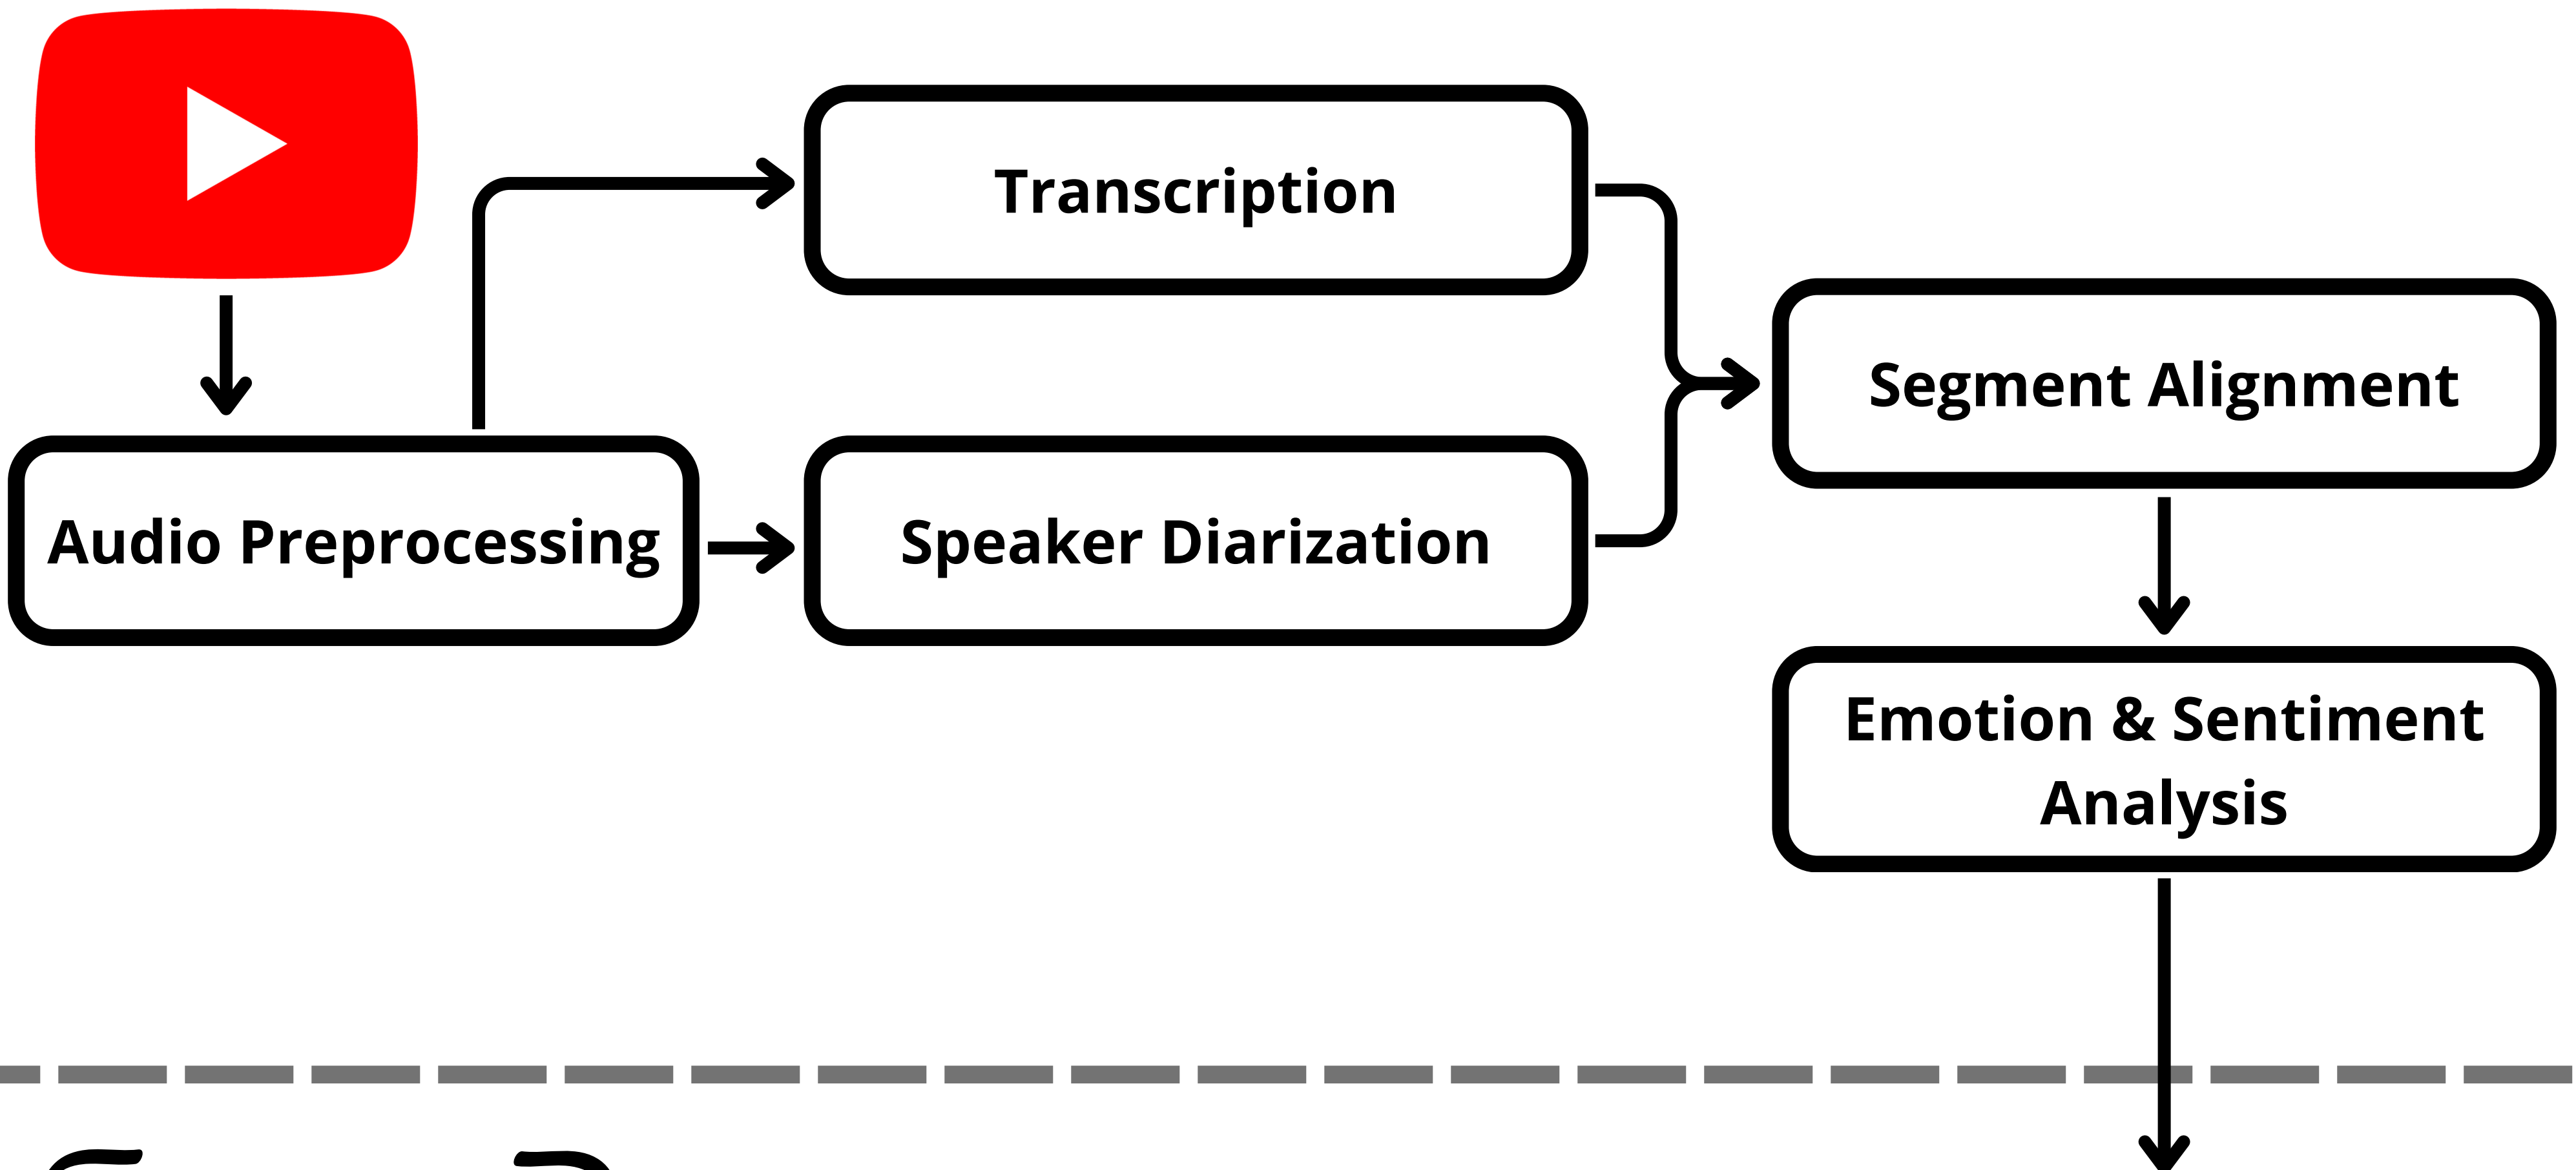 Transcription
Segment Alignment
Audio Preprocessing
Speaker Diarization
Emotion & Sentiment
Analysis